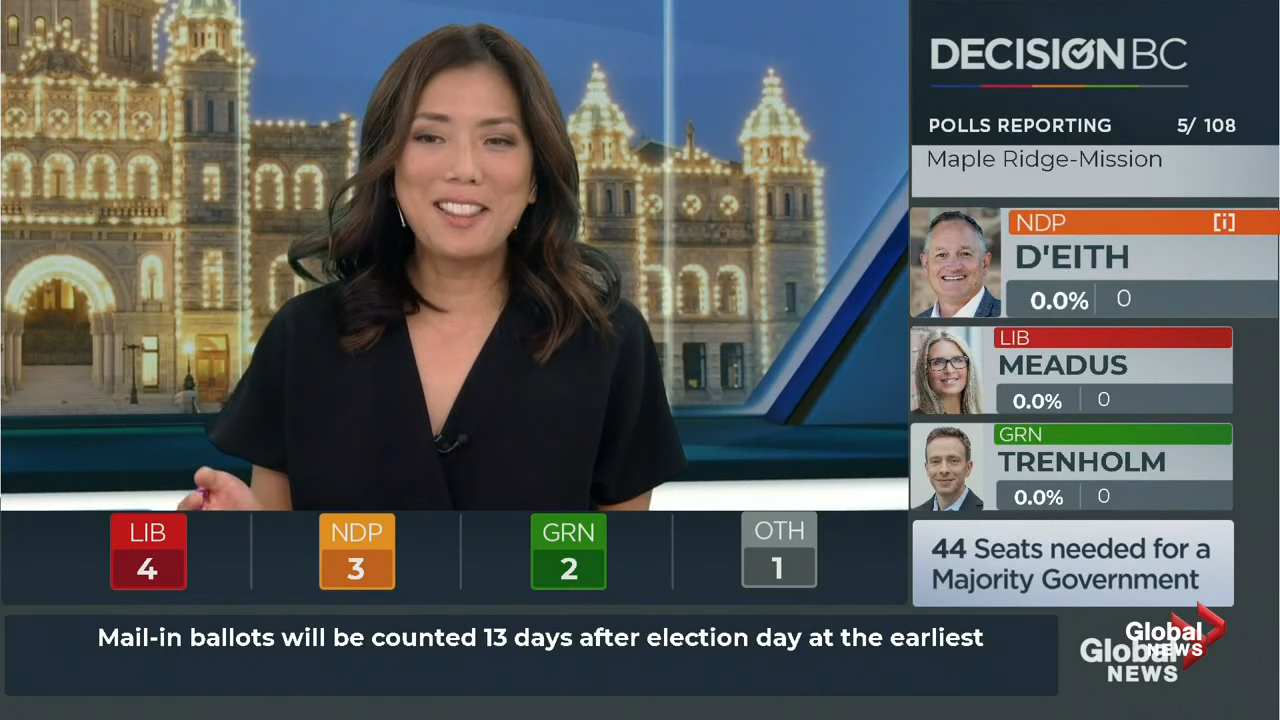 DECISION BC
POLLS REPORTING 5/ 108
Maple Ridge-Mission
NDP [i]
D'EITH
0.0% 0
LIB
MEADUS
0.0% 0
GRN
TRENHOLM
0.0% 0
44 Seats needed for a
Majority Government
LIB NDP GRN OTH
4 3 2 1
Mail-in ballots will be counted 13 days after election day at the earliest
Global
NEWS
Global
NEWS